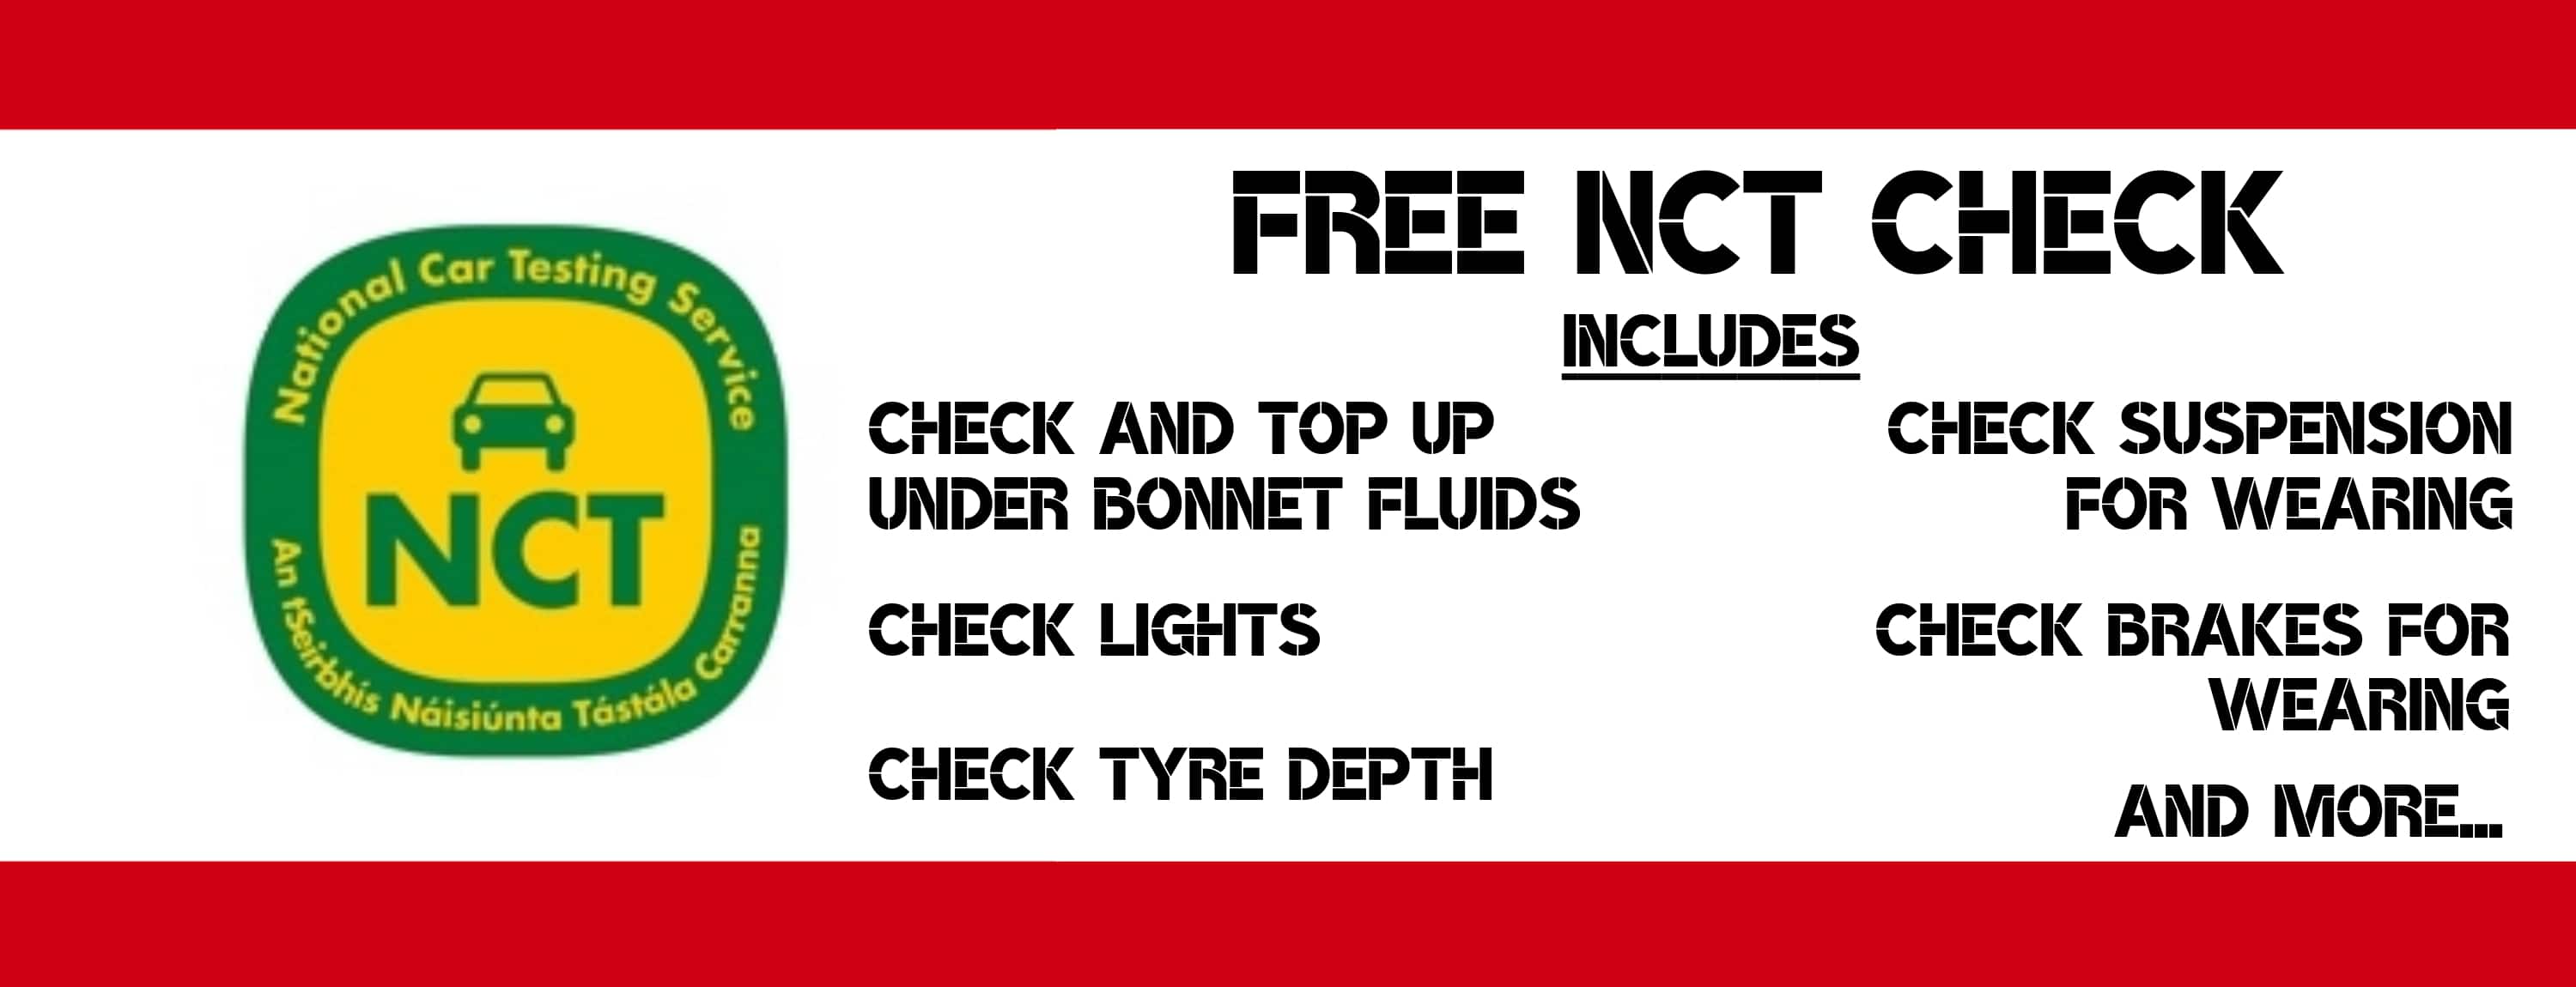 National Car Testing Service
NCT
An tSeirbhís Náisiúnta Tástála Carranna
FREE NCT CHECK
INCLUDES
CHECK AND TOP UP
UNDER BONNET FLUIDS
CHECK LIGHTS
CHECK TYRE DEPTH
CHECK SUSPENSION
FOR WEARING
CHECK BRAKES FOR
WEARING
AND MORE...